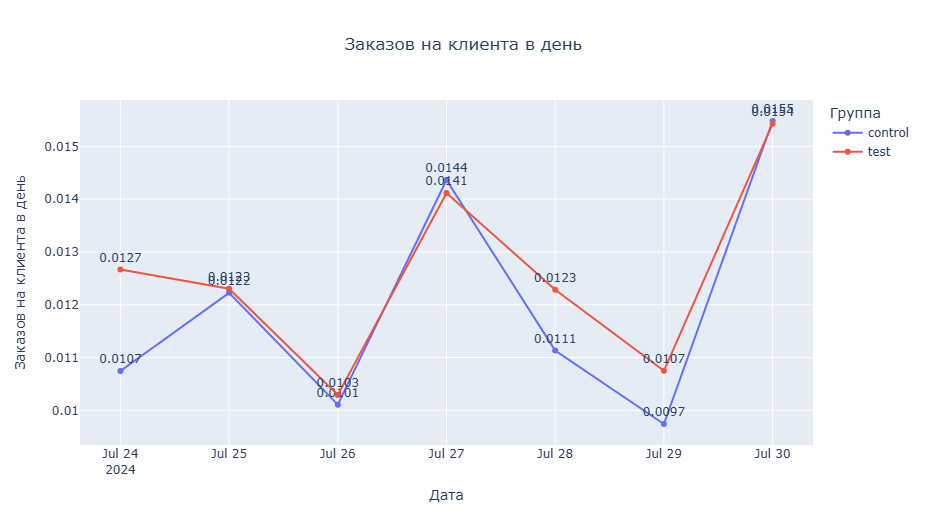 Заказов на клиента в день
Группа
control
test
Заказов на клиента в день
0.015
0.014
0.013
0.012
0.011
0.01
0.0107
0.0122
0.0101
0.0144
0.0111
0.0097
0.0155
0.0127
0.0123
0.0103
0.0141
0.0123
0.0107
0.0154
Jul 24
2024
Jul 25
Jul 26
Jul 27
Jul 28
Jul 29
Jul 30
Дата